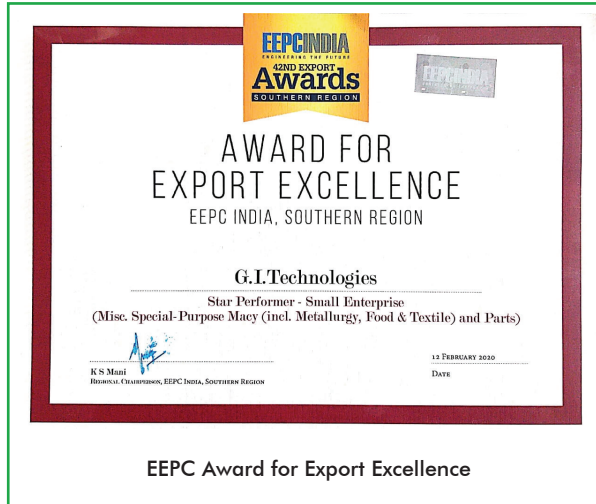 EEPCINDIA
ENGINEERING THE FUTURE
42ND EXPORT
Awards
SOUTHERN REGION
AWARD FOR
EXPORT EXCELLENCE
EEPC INDIA, SOUTHERN REGION
G.I.Technologies
Star Performer - Small Enterprise
(Misc. Special-Purpose Macy (incl. Metallurgy, Food & Textile) and Parts)
K S Mani
Regional Chairperson, EEPC India, Southern Region
12 February 2020
Date
EEPC Award for Export Excellence